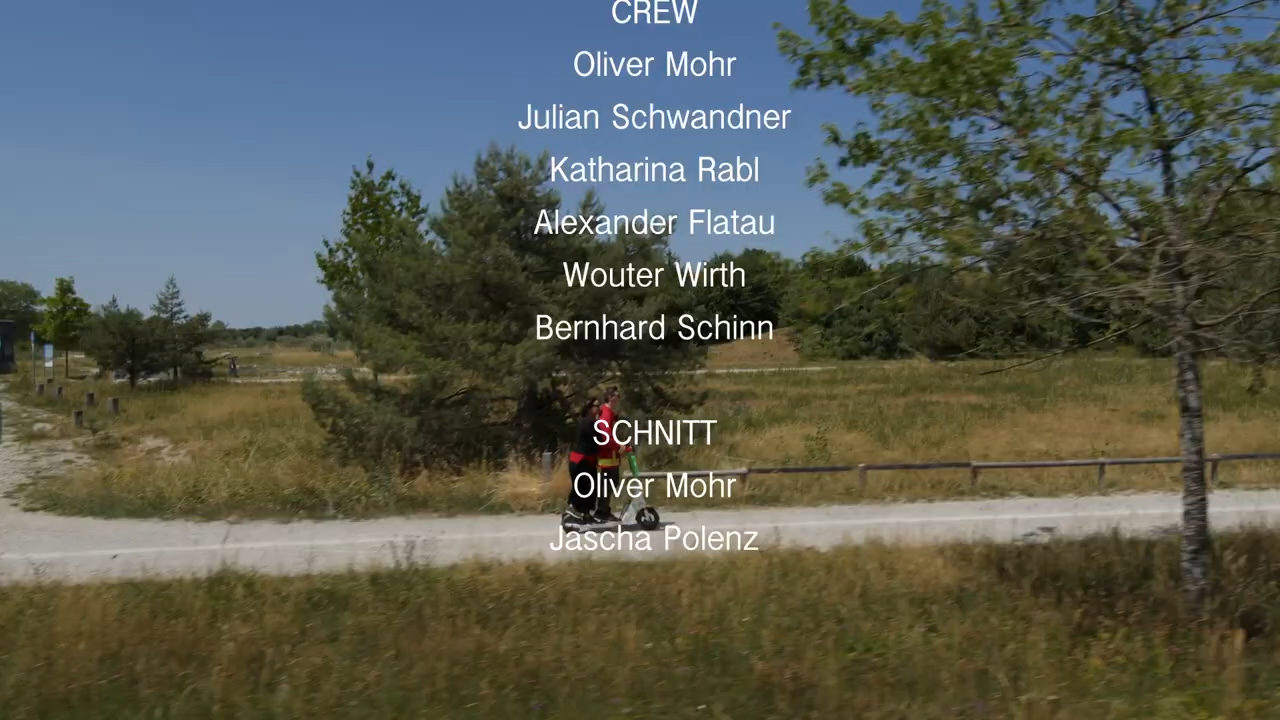 CREW
Oliver Mohr
Julian Schwandner
Katharina Rabl
Alexander Flatau
Wouter Wirth
Bernhard Schinn
SCHNITT
Oliver Mohr
Jascha Polenz